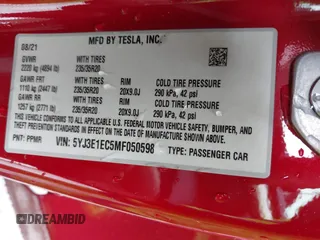 MFD BY TESLA, INC.
08/21
GVWR WITH TIRES
2220 kg (4894 lb) 235/35R20
GAWR FRT WITH TIRES RIM COLD TIRE PRESSURE
1110 kg (2447 lb) 235/35R20 20X9.0J 290 kPa, 42 psi
GAWR RR WITH TIRES RIM COLD TIRE PRESSURE
1257 kg (2771 lb) 235/35R20 20X9.0J 290 kPa, 42 psi
THIS VEHICLE CONFORMS TO ALL APPLICABLE U.S. FEDERAL MOTOR VEHICLE SAFETY, BUMPER, AND
THEFT PREVENTION STANDARDS IN EFFECT ON THE DATE OF MANUFACTURE SHOWN ABOVE.
PNT: PPMR VIN: 5YJ3E1EC5MF050598 TYPE: PASSENGER CAR
DREAMBID
DREAMBID.COM